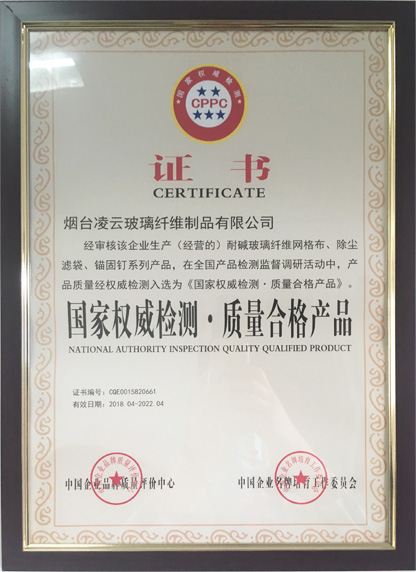 国家权威检测
CPPC
证 书
CERTIFICATE
烟台凌云玻璃纤维制品有限公司
经审核该企业生产（经营的）耐碱玻璃纤维网格布、除尘
滤袋、锚固钉系列产品，在全国产品检测监督调研活动中，产
品质量经权威检测入选为《国家权威检测·质量合格产品》。
国家权威检测·质量合格产品
NATIONAL AUTHORITY INSPECTION QUALITY QUALIFIED PRODUCT
证书编号：CQE0015820661
有效日期：2018.04-2022.04
中国企业品牌质量评价中心
中国企业名牌培育工作委员会